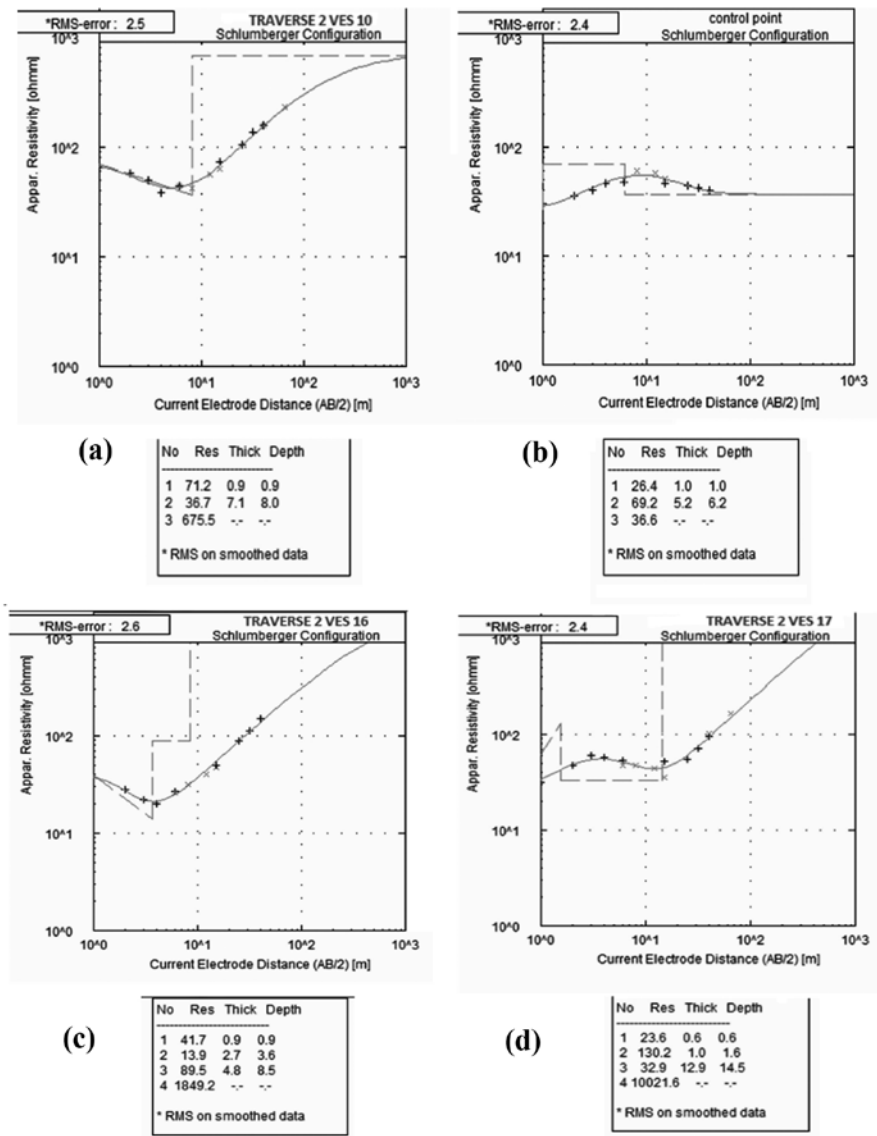 *RMS-error : 2.5
TRAVERSE 2 VES 10
Schlumberger Configuration
10^3
10^2
10^1
10^0
Appar. Resistivity [ohmm]
10^0 10^1 10^2 10^3
Current Electrode Distance (AB/2) [m]
(a)
No Res Thick Depth
------------------------
1 71.2 0.9 0.9
2 36.7 7.1 8.0
3 675.5 -.- -.-
* RMS on smoothed data
*RMS-error : 2.4
control point
Schlumberger Configuration
10^3
10^2
10^1
10^0
Appar. Resistivity [ohmm]
10^0 10^1 10^2 10^3
Current Electrode Distance (AB/2) [m]
(b)
No Res Thick Depth
------------------------
1 26.4 1.0 1.0
2 69.2 5.2 6.2
3 36.6 -.- -.-
* RMS on smoothed data
*RMS-error : 2.6
TRAVERSE 2 VES 16
Schlumberger Configuration
10^3
10^2
10^1
10^0
Appar. Resistivity [ohmm]
10^0 10^1 10^2 10^3
Current Electrode Distance (AB/2) [m]
(c)
No Res Thick Depth
------------------------
1 41.7 0.9 0.9
2 13.9 2.7 3.6
3 89.5 4.8 8.5
4 1849.2 -.- -.-
* RMS on smoothed data
*RMS-error : 2.4
TRAVERSE 2 VES 17
Schlumberger Configuration
10^3
10^2
10^1
10^0
Appar. Resistivity [ohmm]
10^0 10^1 10^2 10^3
Current Electrode Distance (AB/2) [m]
(d)
No Res Thick Depth
------------------------
1 23.6 0.6 0.6
2 130.2 1.0 1.6
3 32.9 12.9 14.5
4 10021.6 -.- -.-
* RMS on smoothed data